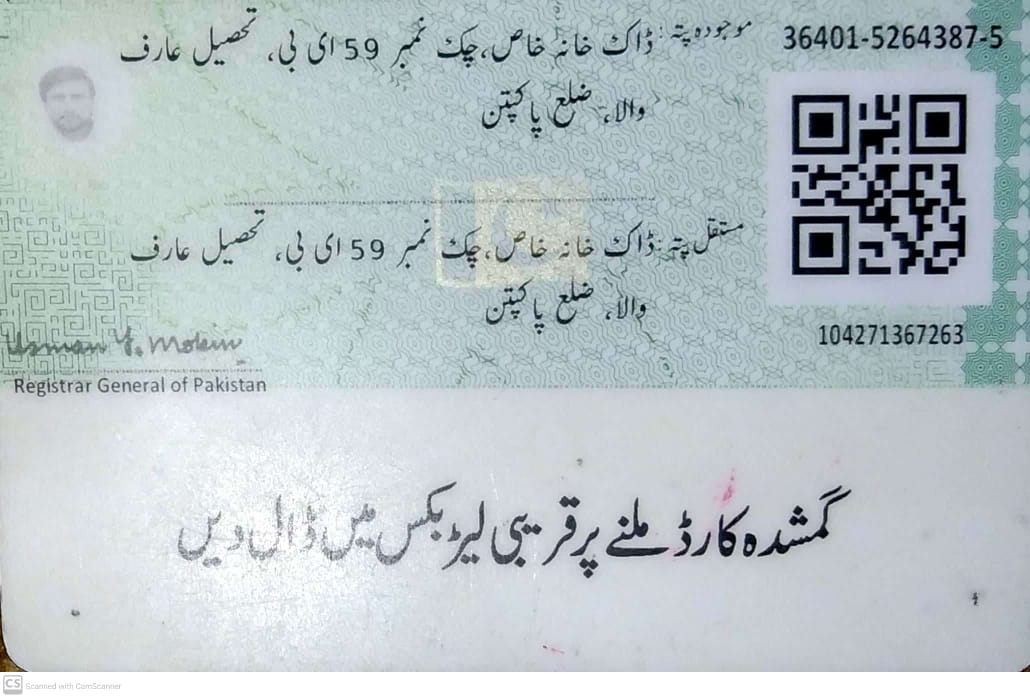 36401-5264387-5
موجودہ پتہ: ڈاک خانہ خاص، چک نمبر 59 ای بی، تحصیل عارف
والا، ضلع پاکپتن
مستقل پتہ: ڈاک خانہ خاص، چک نمبر 59 ای بی، تحصیل عارف
والا، ضلع پاکپتن
104271367263
Usman Y. Mobin
Registrar General of Pakistan
گمشدہ کارڈ ملنے پر قریبی لیٹر بکس میں ڈال دیں
CS Scanned with CamScanner